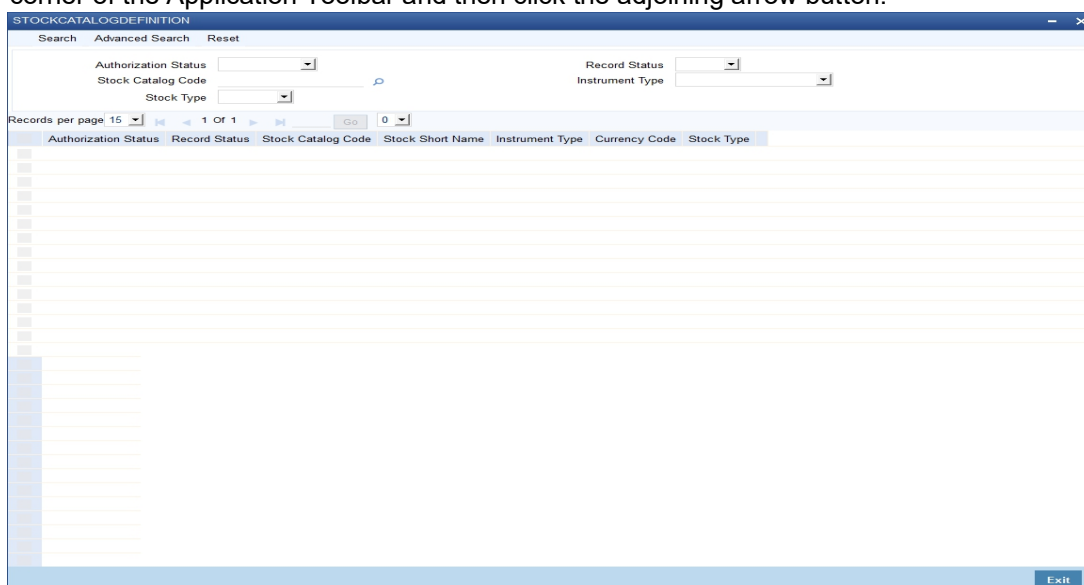 corner of the Application Toolbar and then click the adjoining arrow button.
STOCKCATALOGDEFINITION
Search Advanced Search Reset
Authorization Status Record Status
Stock Catalog Code Instrument Type
Stock Type
Records per page 15 1 Of 1 Go 0
Authorization Status Record Status Stock Catalog Code Stock Short Name Instrument Type Currency Code Stock Type
Exit